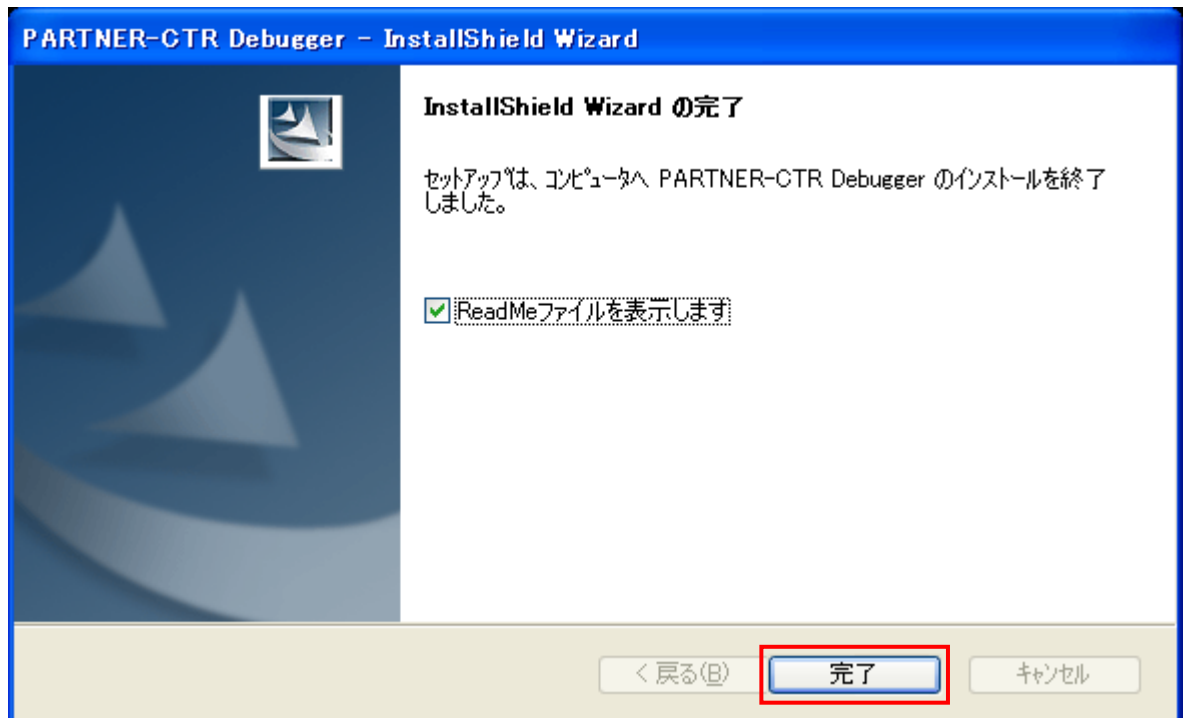 PARTNER-CTR Debugger - InstallShield Wizard
InstallShield Wizard の完了
セットアップは、コンピュータへ PARTNER-CTR Debugger のインストールを終了
しました。
ReadMeファイルを表示します
< 戻る(B) 完了 キャンセル